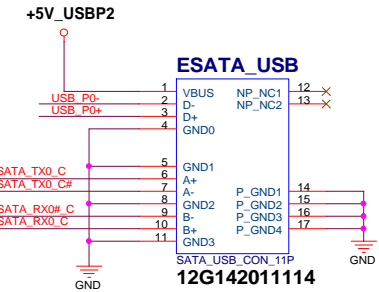 +5V_USBP2
ESATA_USB
1 VBUS NP_NC1 12
USB_P0- 2 D- NP_NC2 13
USB_P0+ 3 D+
4 GND0
5 GND1
SATA_TX0_C 6 A+
SATA_TX0_C# 7 A- P_GND1 14
8 GND2 P_GND2 15
SATA_RX0#_C 9 B- P_GND3 16
SATA_RX0_C 10 B+ P_GND4 17
11 GND3
SATA_USB_CON_11P
12G142011114
GND GND